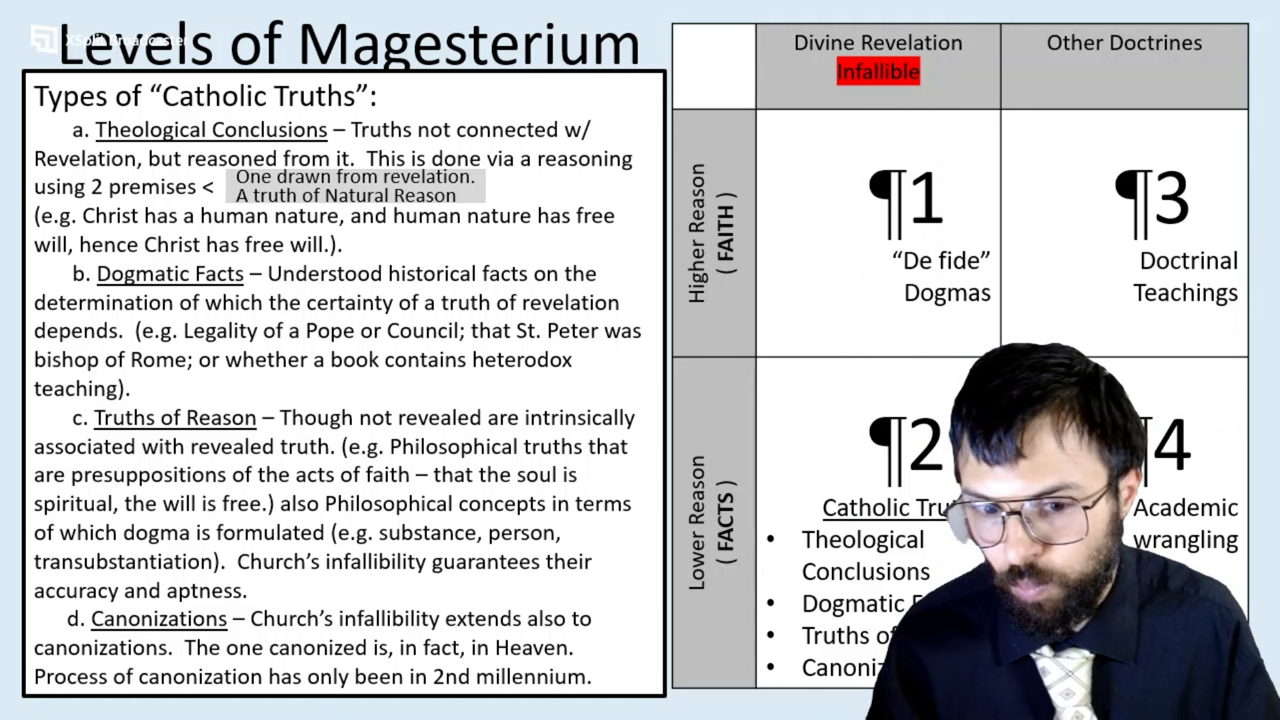 Levels of Magesterium
XSplit Broadcaster
Types of “Catholic Truths”:
a. Theological Conclusions – Truths not connected w/
Revelation, but reasoned from it. This is done via a reasoning
using 2 premises <
One drawn from revelation.
A truth of Natural Reason
(e.g. Christ has a human nature, and human nature has free
will, hence Christ has free will.).
b. Dogmatic Facts – Understood historical facts on the
determination of which the certainty of a truth of revelation
depends. (e.g. Legality of a Pope or Council; that St. Peter was
bishop of Rome; or whether a book contains heterodox
teaching).
c. Truths of Reason – Though not revealed are intrinsically
associated with revealed truth. (e.g. Philosophical truths that
are presuppositions of the acts of faith – that the soul is
spiritual, the will is free.) also Philosophical concepts in terms
of which dogma is formulated (e.g. substance, person,
transubstantiation). Church’s infallibility guarantees their
accuracy and aptness.
d. Canonizations – Church’s infallibility extends also to
canonizations. The one canonized is, in fact, in Heaven.
Process of canonization has only been in 2nd millennium.
Divine Revelation
Infallible
Other Doctrines
Higher Reason
( FAITH )
¶1
“De fide”
Dogmas
¶3
Doctrinal
Teachings
Lower Reason
( FACTS )
¶2
Catholic Tru
• Theological
Conclusions
• Dogmatic
• Truths of
• Canoniz
¶4
Academic
wrangling